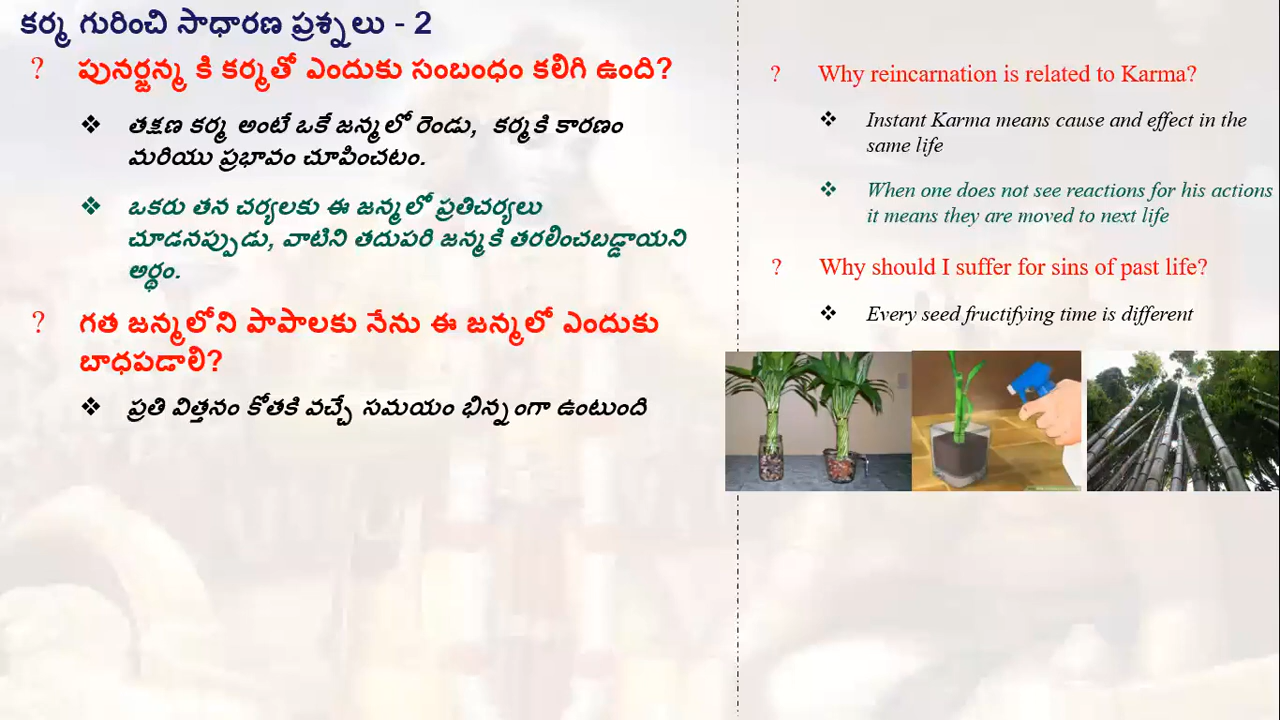 కర్మ గురించి సాధారణ ప్రశ్నలు - 2
? పునర్జన్మ కి కర్మతో ఎందుకు సంబంధం కలిగి ఉంది?
❖ తక్షణ కర్మ అంటే ఒకే జన్మలో రెండు, కర్మకి కారణం
మరియు ప్రభావం చూపించటం.
❖ ఒకరు తన చర్యలకు ఈ జన్మలో ప్రతిచర్యలు
చూడనప్పుడు, వాటిని తదుపరి జన్మకి తరలించబడ్డాయని
అర్థం.
? గత జన్మలోని పాపాలకు నేను ఈ జన్మలో ఎందుకు
బాధపడాలి?
❖ ప్రతి విత్తనం కోతకి వచ్చే సమయం భిన్నంగా ఉంటుంది
? Why reincarnation is related to Karma?
❖ Instant Karma means cause and effect in the
same life
❖ When one does not see reactions for his actions
it means they are moved to next life
? Why should I suffer for sins of past life?
❖ Every seed fructifying time is different